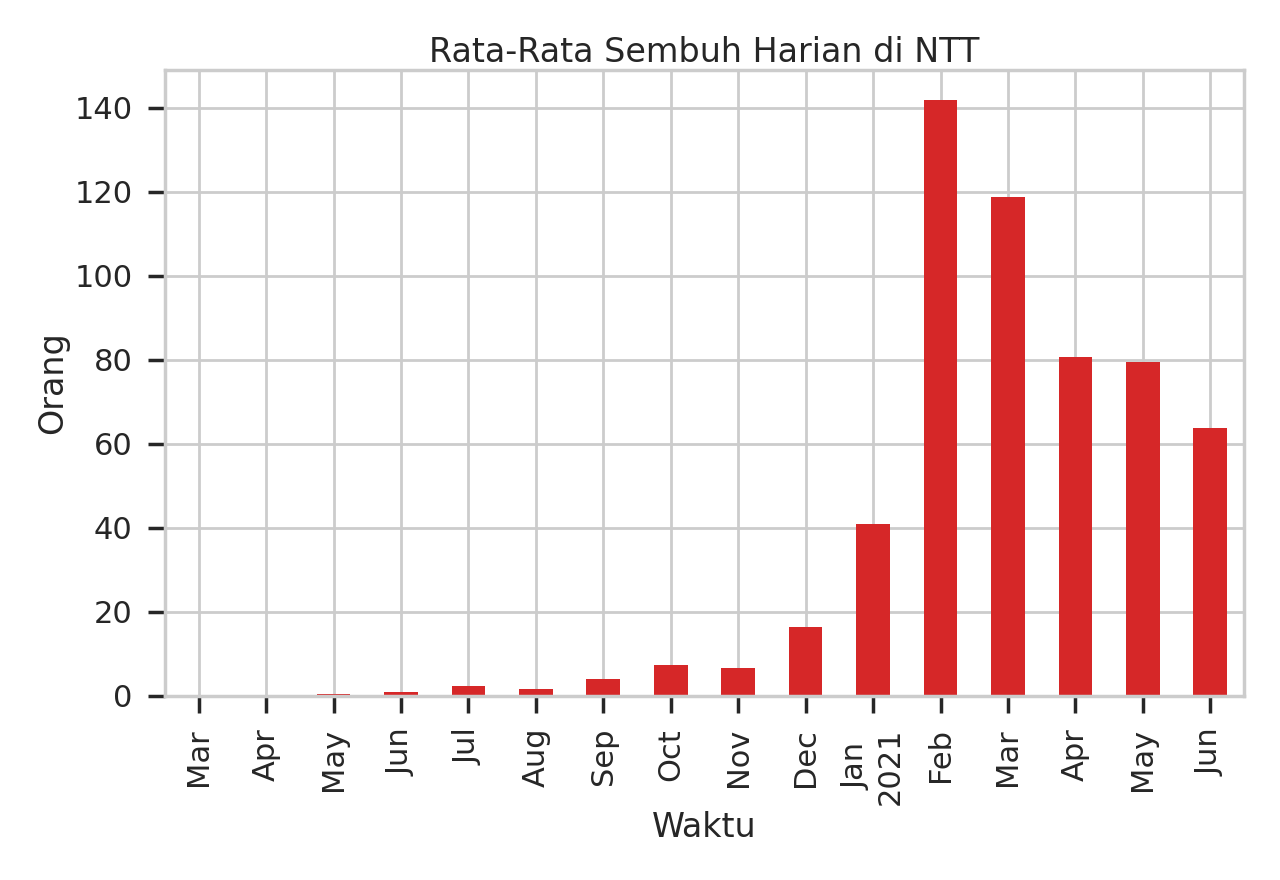 Rata-Rata Sembuh Harian di NTT
140
120
100
80
60
40
20
0
Orang
Mar
Apr
May
Jun
Jul
Aug
Sep
Oct
Nov
Dec
Jan
2021
Feb
Mar
Apr
May
Jun
Waktu